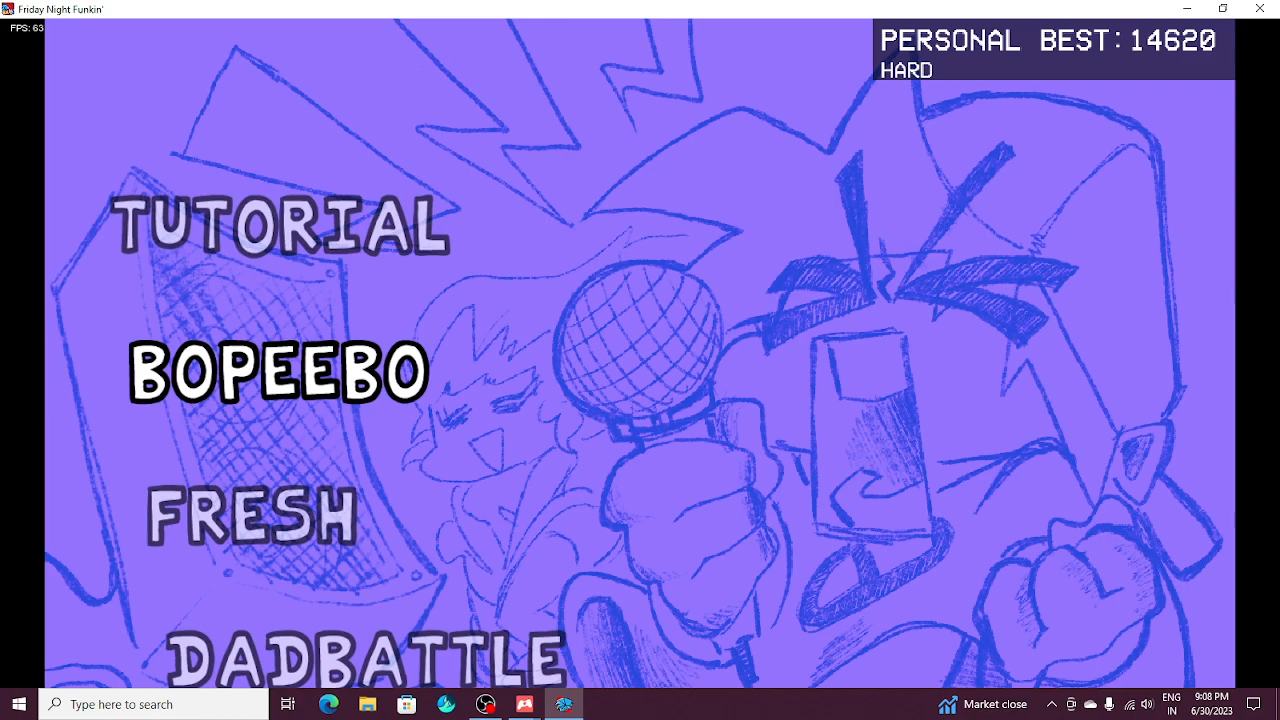 Friday Night Funkin'
FPS: 63
PERSONAL BEST:14620
HARD
TUTORIAL
BOPEEBO
FRESH
DADBATTLE
Type here to search
Market close
ENG
IN
9:08 PM
6/30/2023